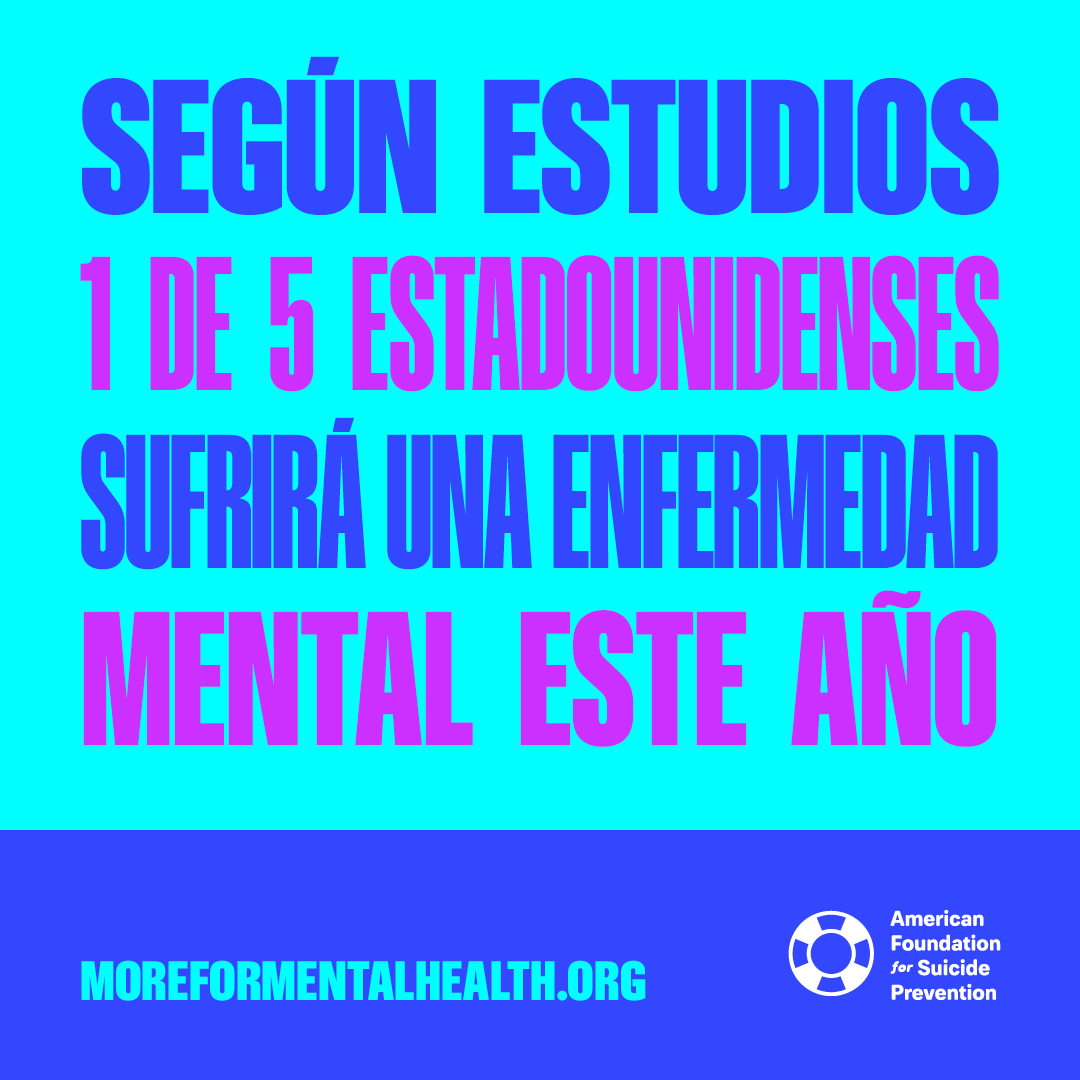 SEGÚN ESTUDIOS
1 DE 5 ESTADOUNIDENSES
SUFRIRÁ UNA ENFERMEDAD
MENTAL ESTE AÑO
MOREFORMENTALHEALTH.ORG
American
Foundation
for Suicide
Prevention